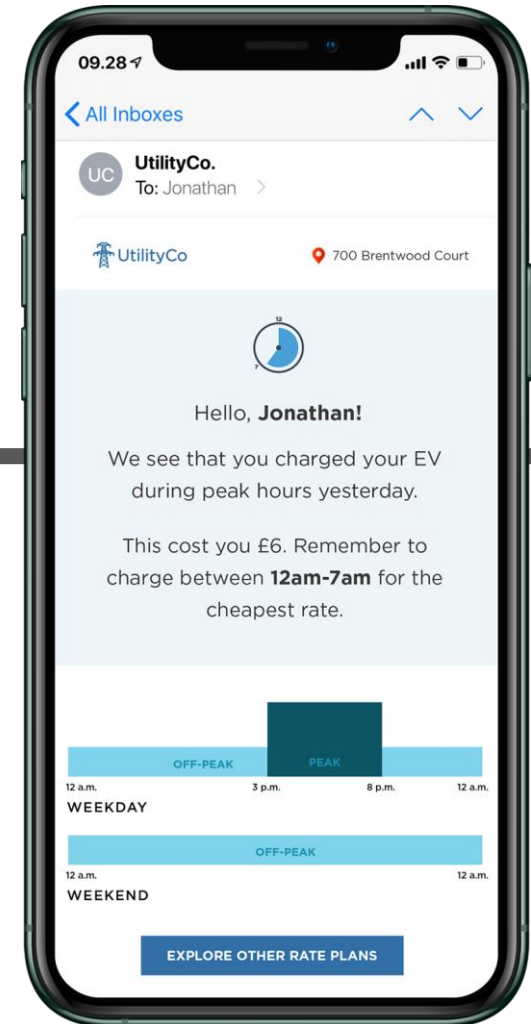 09.28
All Inboxes
UC
UtilityCo.
To: Jonathan
UtilityCo
700 Brentwood Court
12
7
Hello, Jonathan!
We see that you charged your EV
during peak hours yesterday.
This cost you £6. Remember to
charge between 12am-7am for the
cheapest rate.
OFF-PEAK PEAK
12 a.m. 3 p.m. 8 p.m. 12 a.m.
WEEKDAY
OFF-PEAK
12 a.m. 12 a.m.
WEEKEND
EXPLORE OTHER RATE PLANS